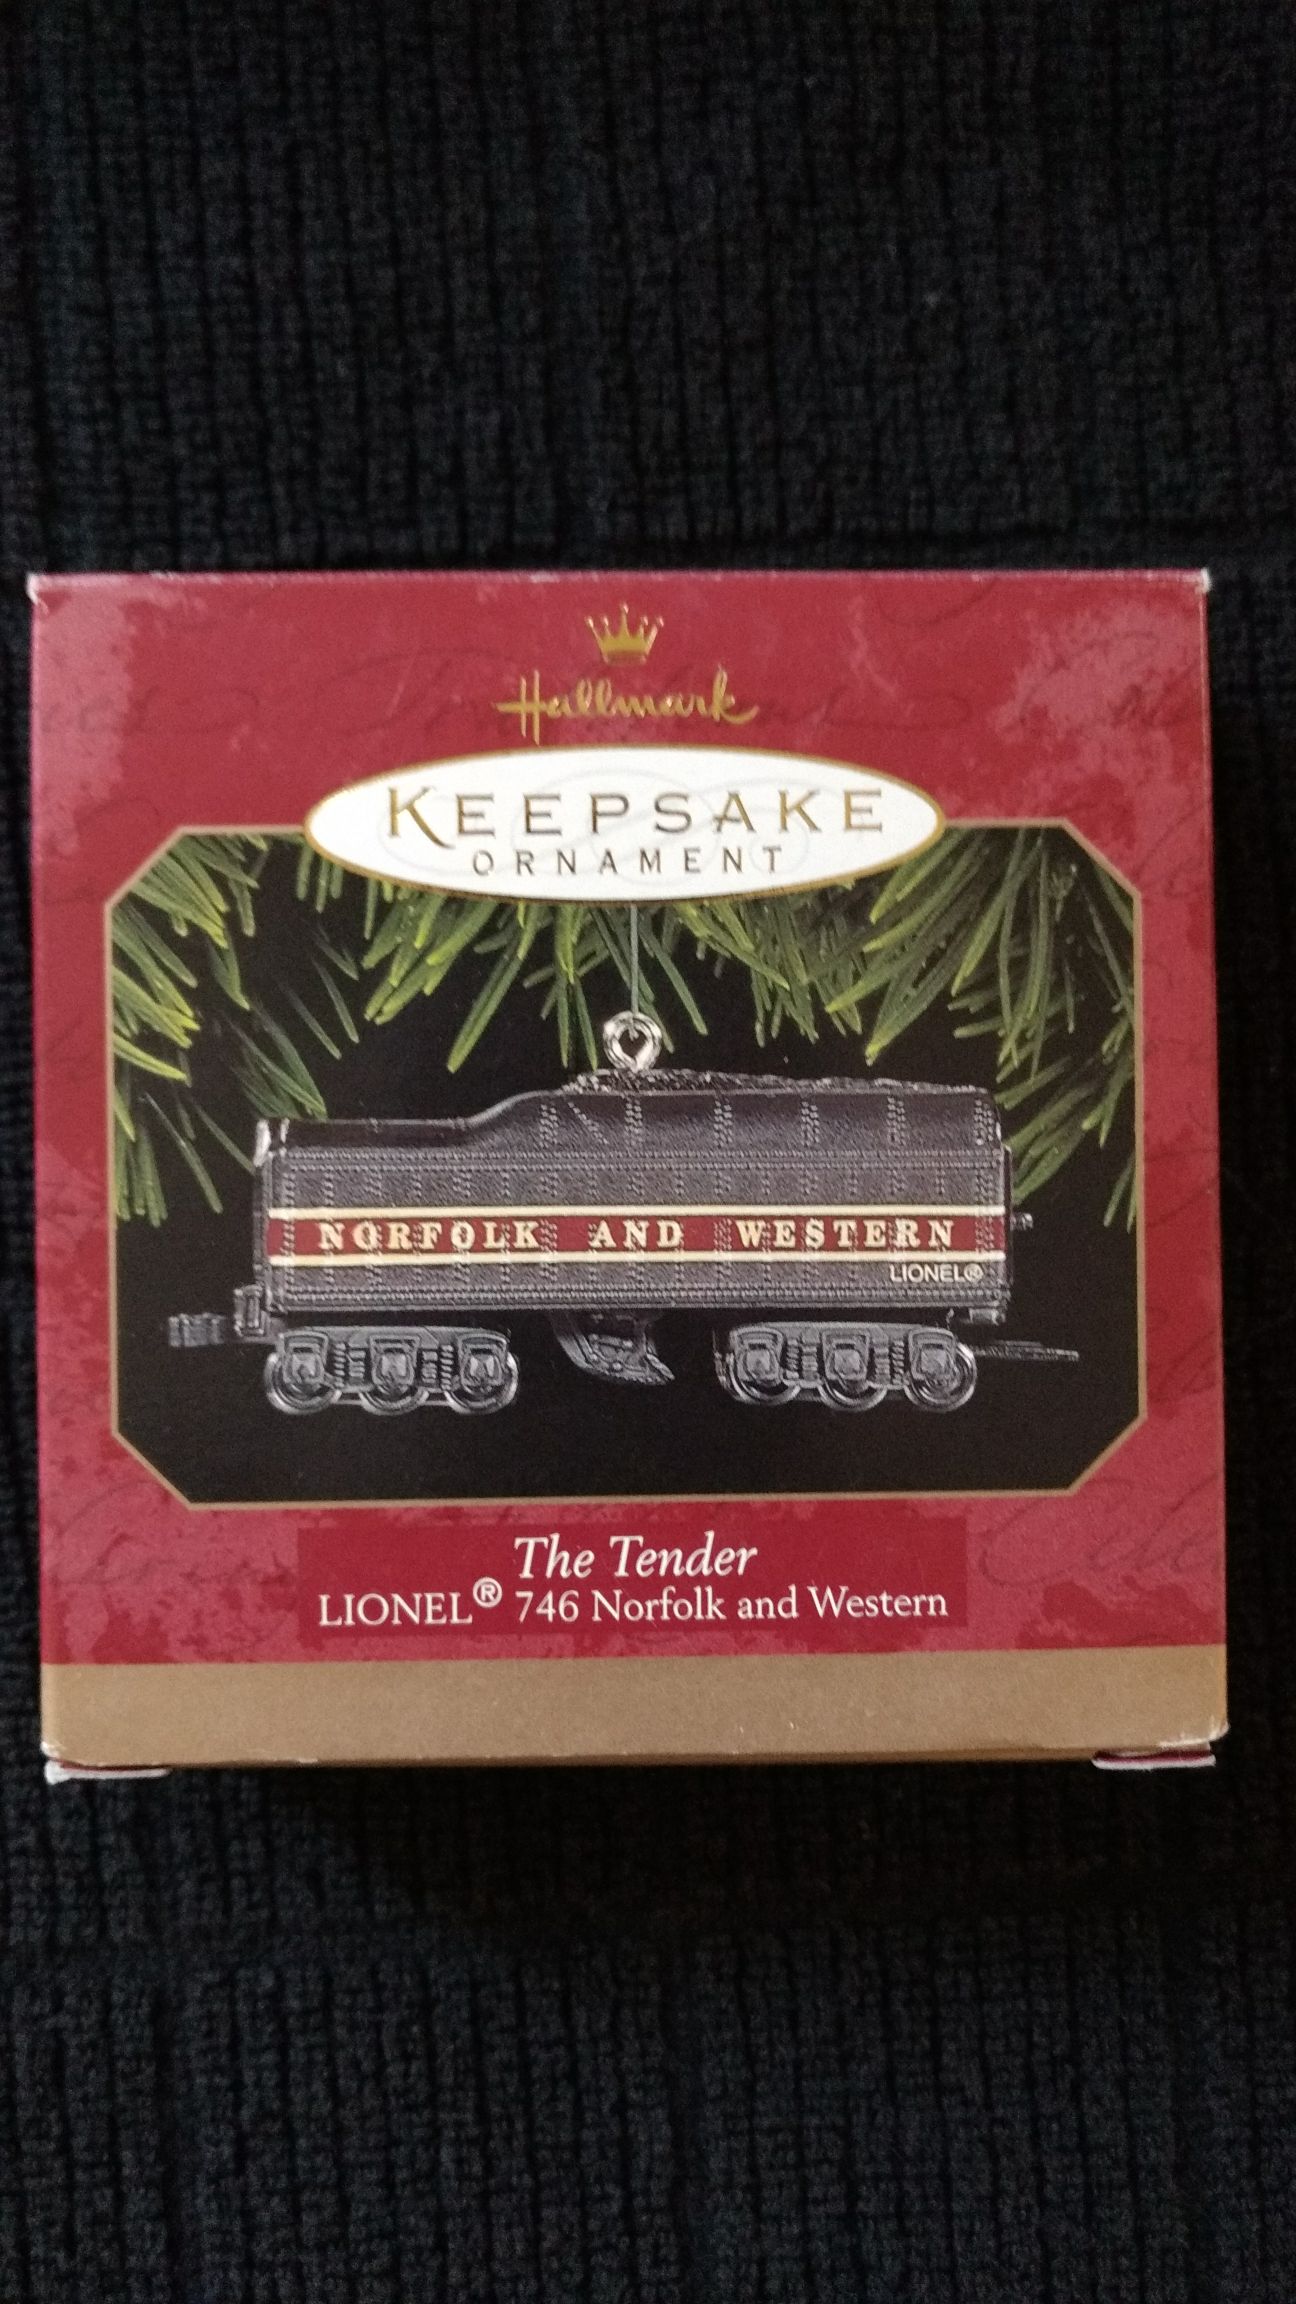 Hallmark
KEEPSAKE
ORNAMENT
NORFOLK AND WESTERN
LIONEL®
The Tender
LIONEL® 746 Norfolk and Western